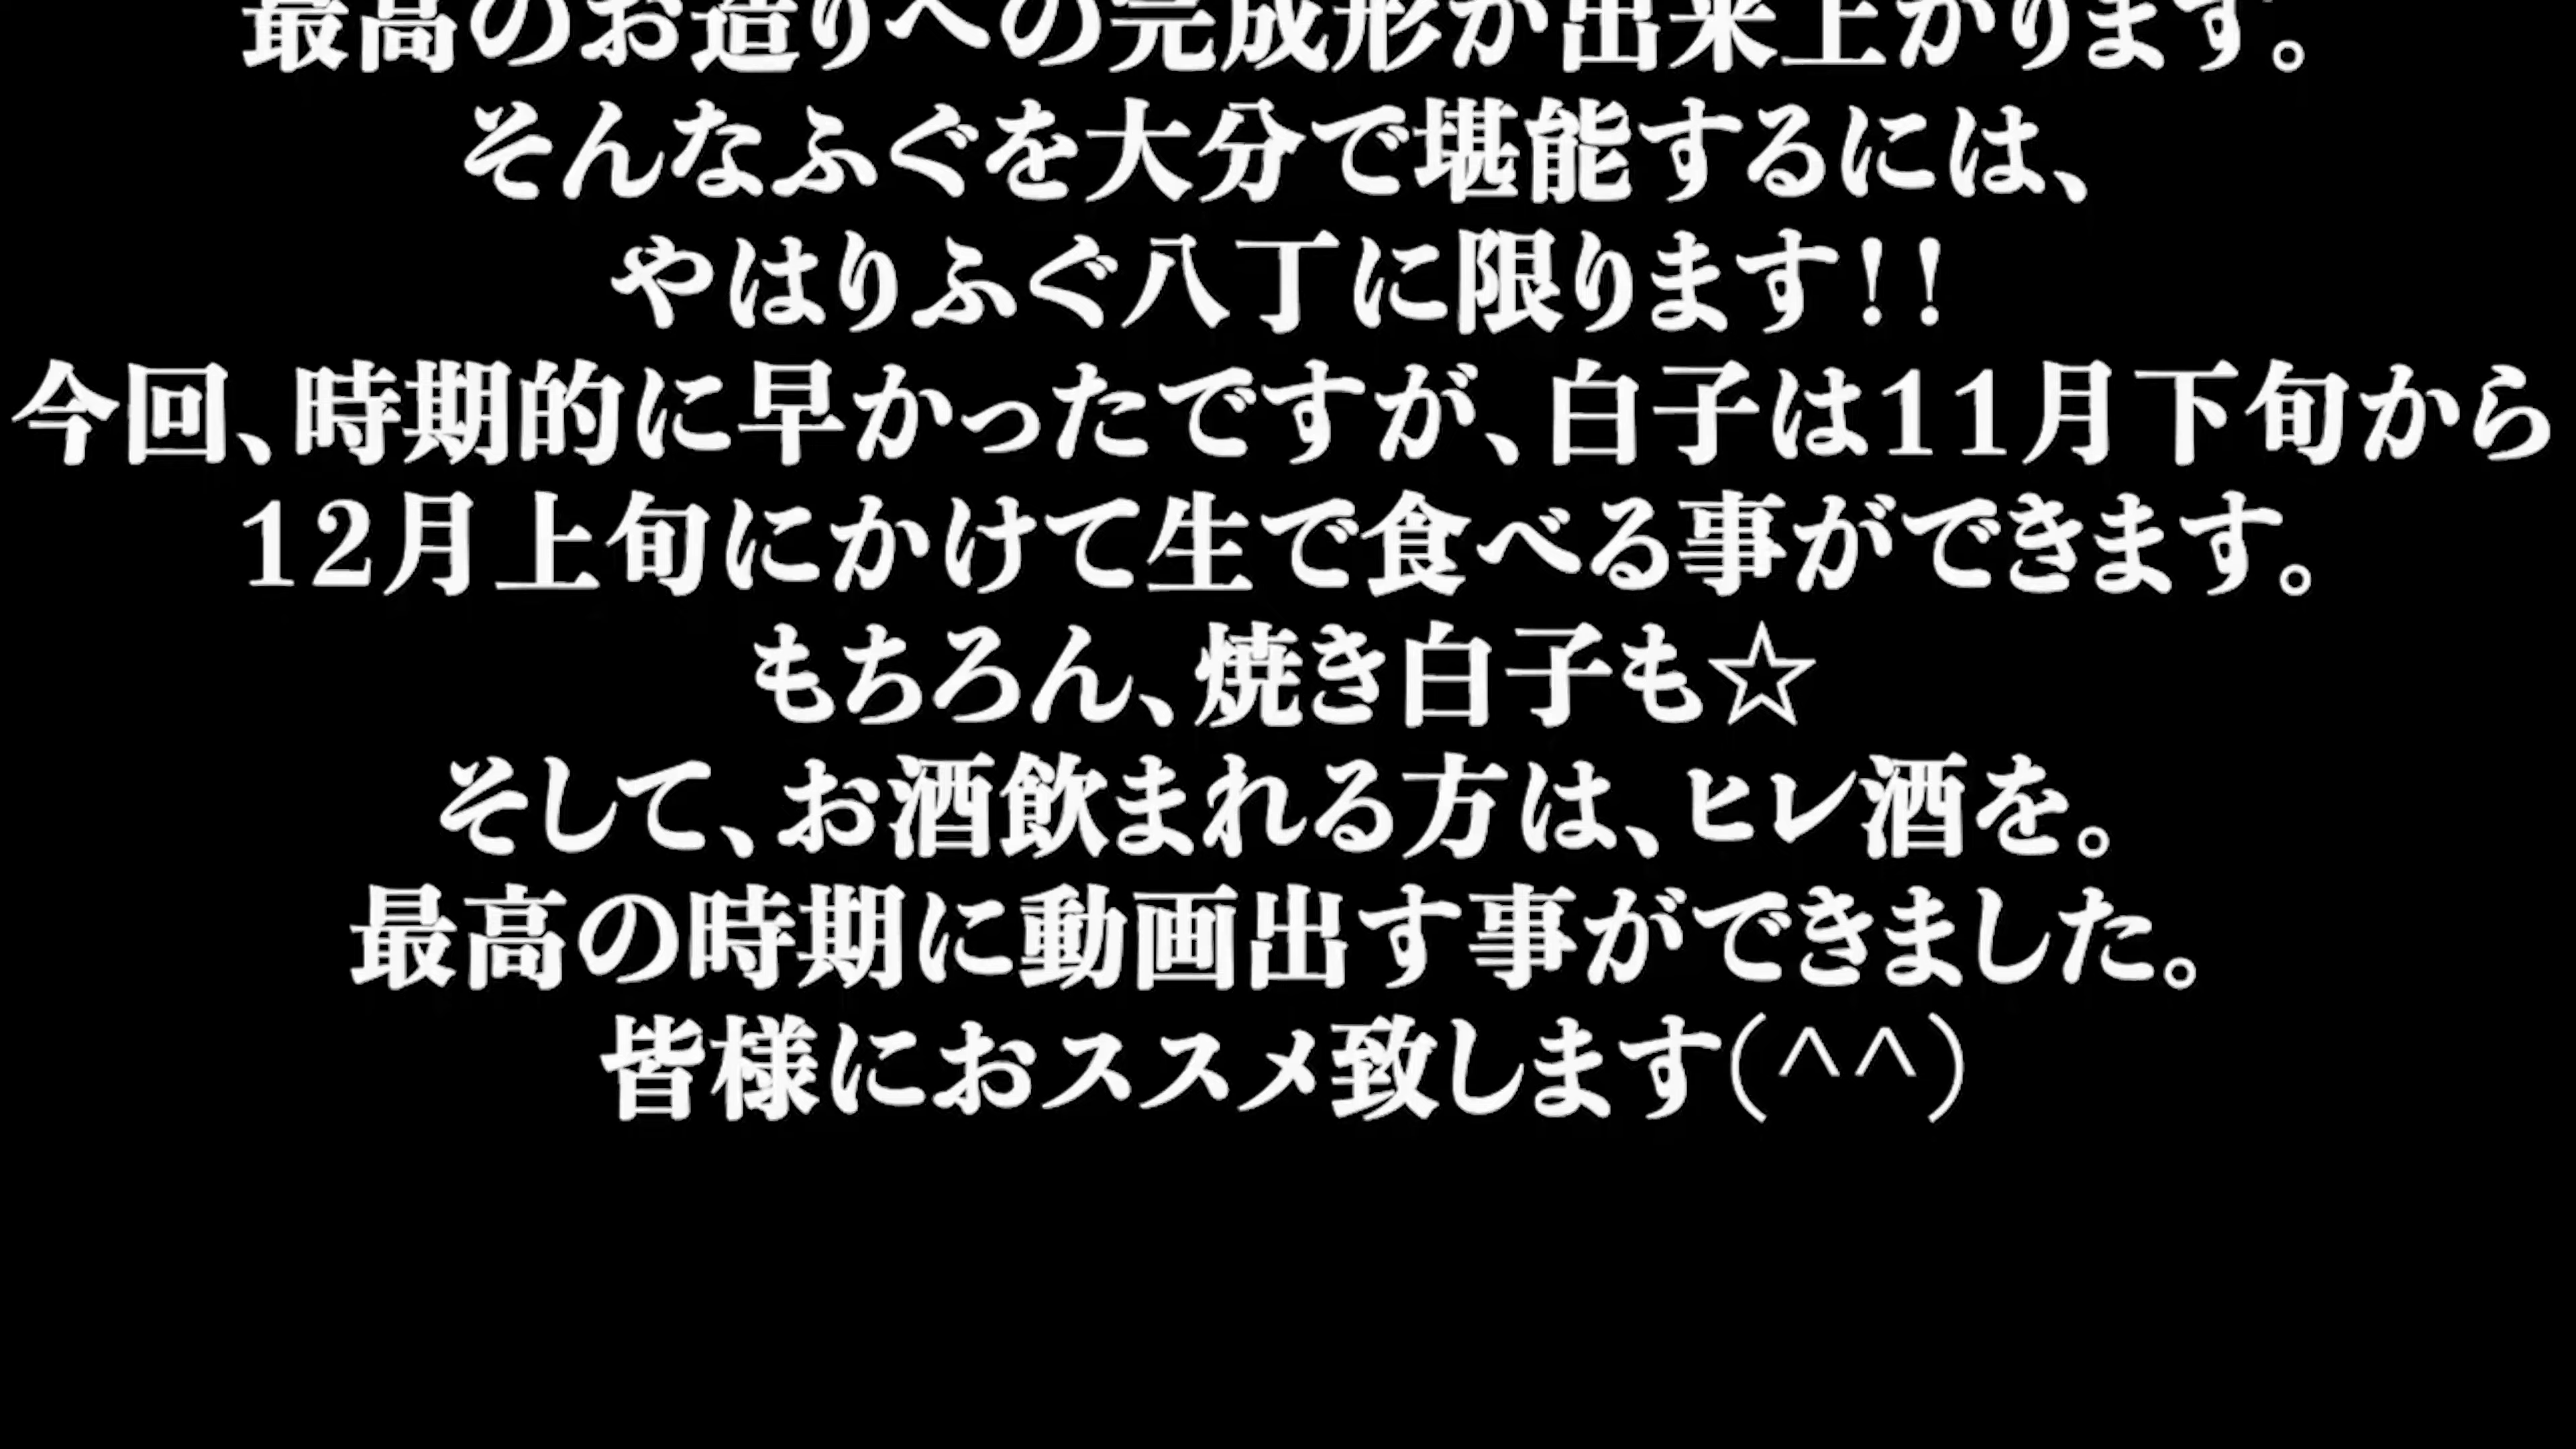 最高のお造りへの完成形が出来上がります。
そんなふぐを大分で堪能するには、
やはりふぐ八丁に限ります！！
今回、時期的に早かったですが、白子は11月下旬から
12月上旬にかけて生で食べる事ができます。
もちろん、焼き白子も☆
そして、お酒飲まれる方は、ヒレ酒を。
最高の時期に動画出す事ができました。
皆様におススメ致します(^^)